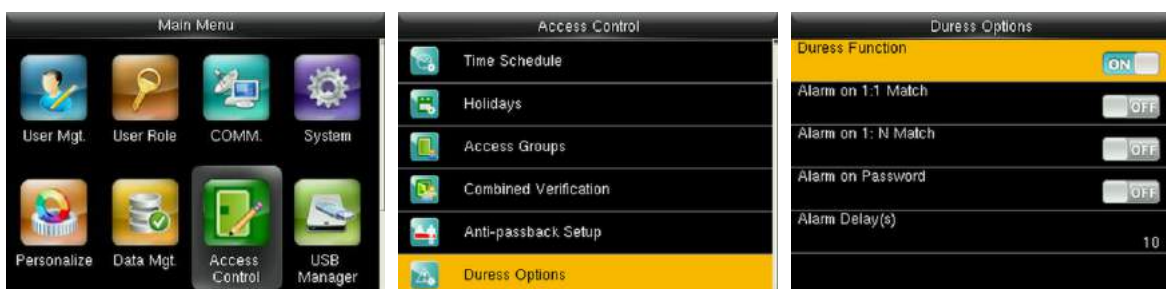 Main Menu
User Mgt.
User Role
COMM.
System
Personalize
Data Mgt.
Access
Control
USB
Manager
Access Control
Time Schedule
Holidays
Access Groups
Combined Verification
Anti-passback Setup
Duress Options
Duress Options
Duress Function
ON
Alarm on 1:1 Match
OFF
Alarm on 1: N Match
OFF
Alarm on Password
OFF
Alarm Delay(s)
10